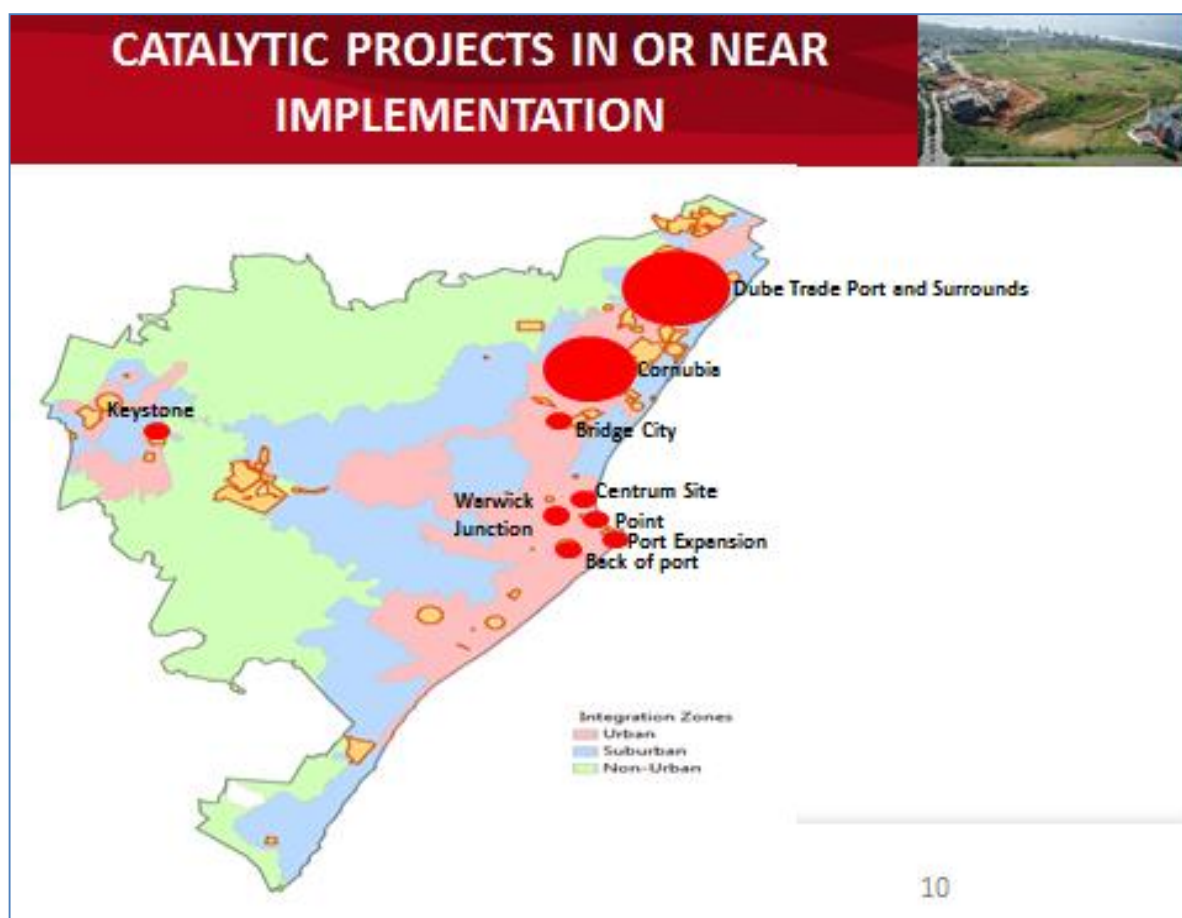 CATALYTIC PROJECTS IN OR NEAR
IMPLEMENTATION
Dube Trade Port and Surrounds
Cornubia
Keystone
Bridge City
Centrum Site
Warwick
Junction
Point
Port Expansion
Back of port
Integration Zones
Urban
Suburban
Non-Urban
10